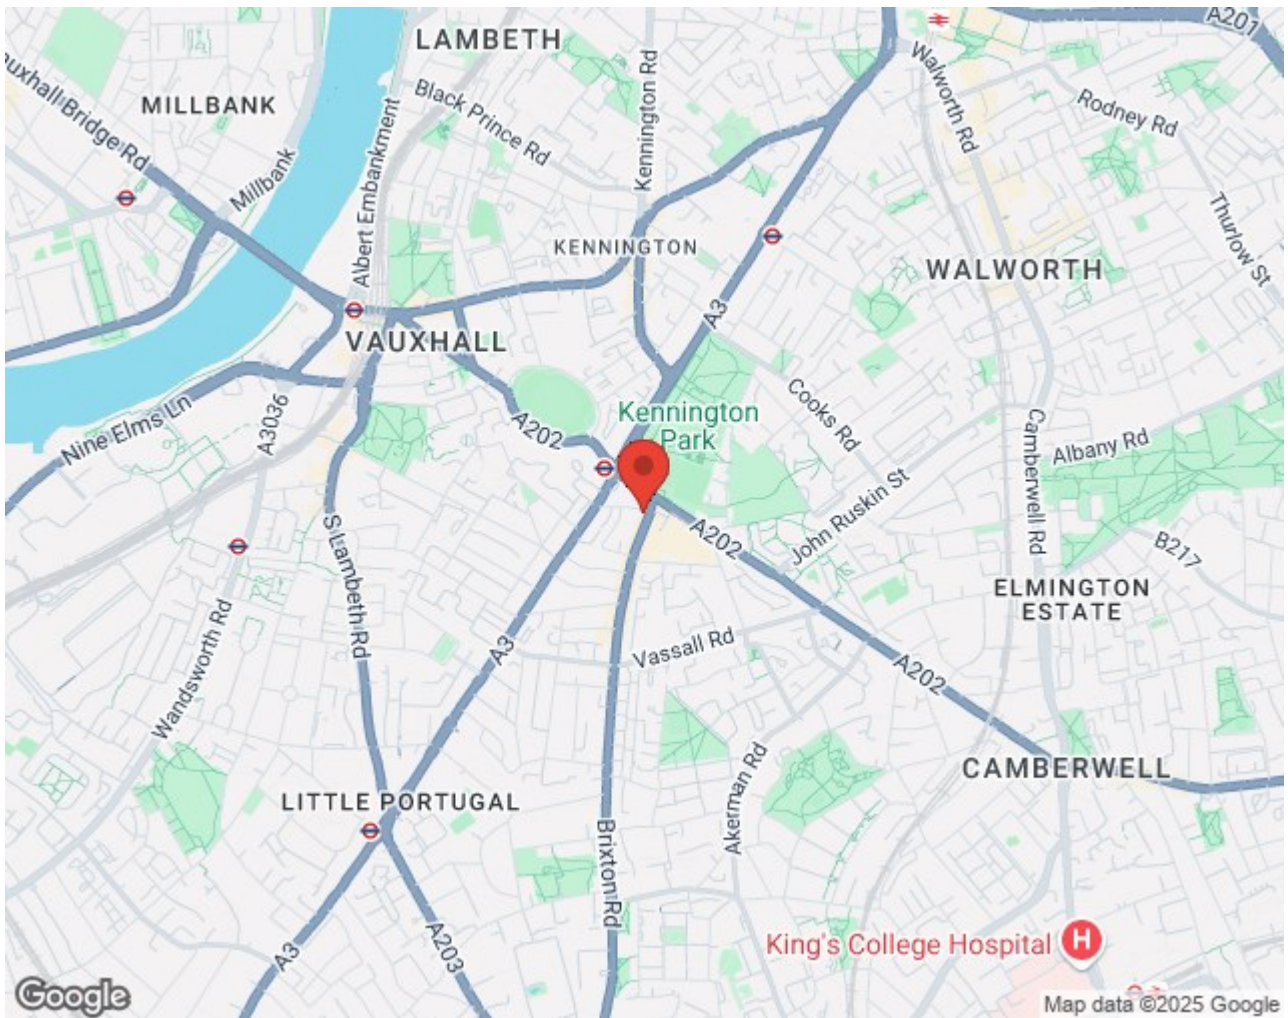 LAMBETH
A201
uxhall Bridge Rd
MILLBANK
Black Prince Rd
Kennington Rd
Walworth Rd
Rodney Rd
Millbank
Albert Embankment
Thurlow St
KENNINGTON
WALWORTH
A3
VAUXHALL
Kennington
Park
Cooks Rd
Nine Elms Ln
A3036
A202
Camberwell Rd
Albany Rd
John Ruskin St
A202
B217
S Lambeth Rd
ELMINGTON
ESTATE
Wandsworth Rd
A3
Vassall Rd
A202
CAMBERWELL
LITTLE PORTUGAL
Akerman Rd
Brixton Rd
A3
A203
King's College Hospital
H
Google
Map data ©2025 Google